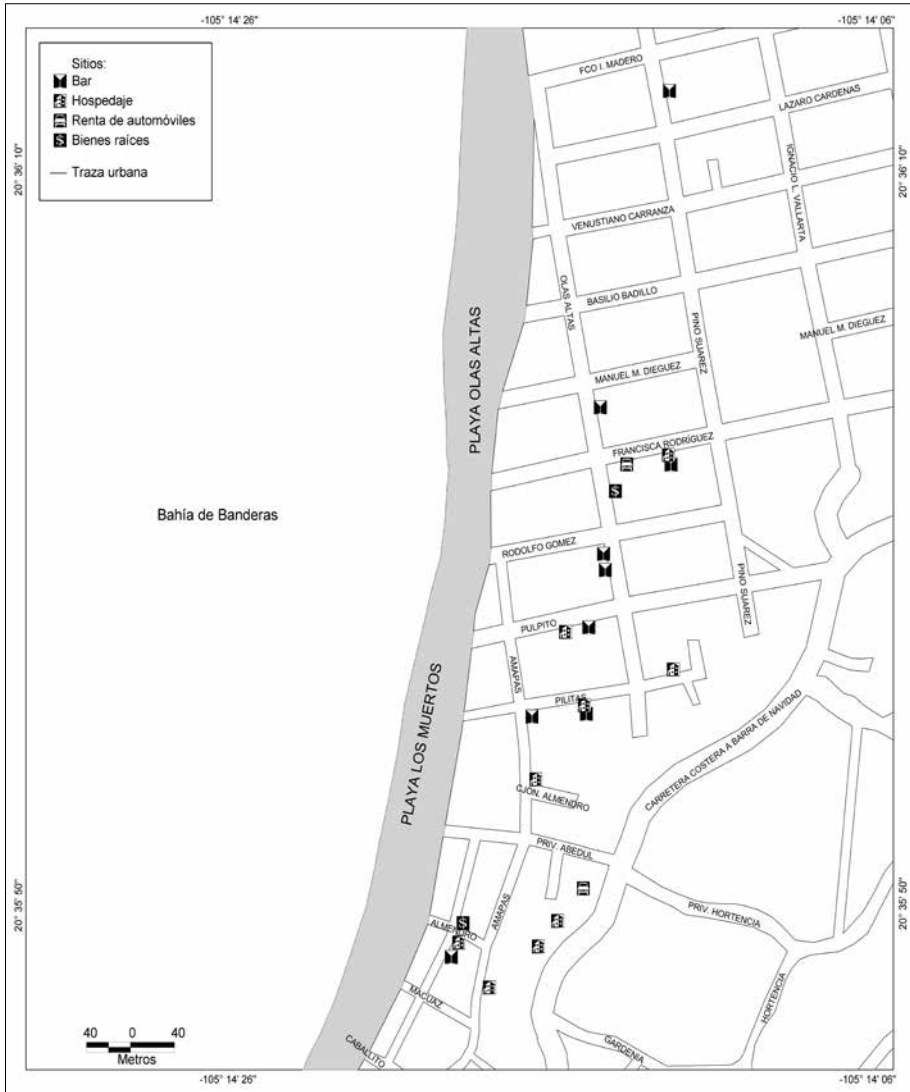 -105° 14' 26"
-105° 14' 06"
Sitios:
Bar
Hospedaje
Renta de automóviles
$ Bienes raíces
Traza urbana
20° 36' 10"
20° 36' 10"
FCO I. MADERO
LAZARO CARDENAS
IGNACIO L. VALLARTA
VENUSTIANO CARRANZA
OLAS ALTAS
BASILIO BADILLO
PINO SUAREZ
MANUEL M. DIEGUEZ
MANUEL M. DIEGUEZ
PLAYA OLAS ALTAS
FRANCISCA RODRÍGUEZ
$
Bahía de Banderas
RODOLFO GOMEZ
PINO SUAREZ
PULPITO
AMAPAS
PILITAS
PLAYA LOS MUERTOS
CARRETERA COSTERA A BARRA DE NAVIDAD
CJON. ALMENDRO
PRIV. ABEDUL
20° 35' 50"
20° 35' 50"
AMAPAS
PRIV. HORTENCIA
$
ALMENDRO
MACUAZ
HORTENCIA
CABALLITO
GARDENIA
40 0 40
Metros
-105° 14' 26"
-105° 14' 06"